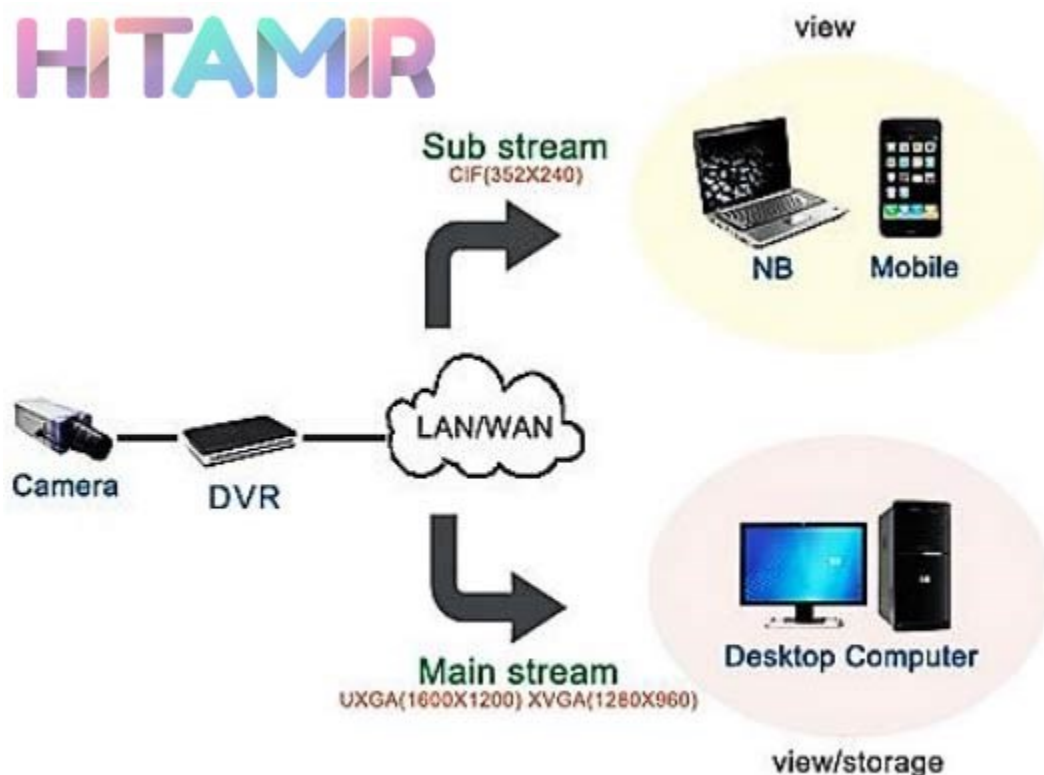 HITAMIR
view
Sub stream
CIF(352X240)
NB
Mobile
LAN/WAN
Camera
DVR
Desktop Computer
Main stream
UXGA(1600X1200) XVGA(1280X960)
view/storage